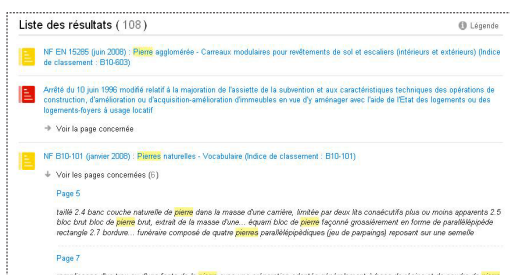 Liste des résultats ( 108 )
Légende
NF EN 15285 (juin 2008) : Pierre agglomérée - Carreaux modulaires pour revêtements de sol et escaliers (intérieurs et extérieurs) (Indice
de classement : B10-603)
Arrêté du 10 juin 1996 modifié relatif à la majoration de l'assiette de la subvention et aux caractéristiques techniques des opérations de
construction, d'amélioration ou d'acquisition-amélioration d'immeubles en vue d'y aménager avec l'aide de l'Etat des logements ou des
logements-foyers à usage locatif
Voir la page concernée
NF B10-101 (janvier 2008) : Pierres naturelles - Vocabulaire (Indice de classement : B10-101)
Voir les pages concernées (6)
Page 5
taillé 2.4 banc couche naturelle de pierre dans la masse d'une carrière, limitée par deux lits consécutifs plus ou moins apparents 2.5
bloc brut bloc de pierre brut, extrait de la masse d'une... équarri bloc de pierre façonné grossièrement en forme de parallélépipède
rectangle 2.7 bordure... funéraire composé de quatre pierres parallélépipédiques (jeu de parpaings) reposant sur une semelle
Page 7